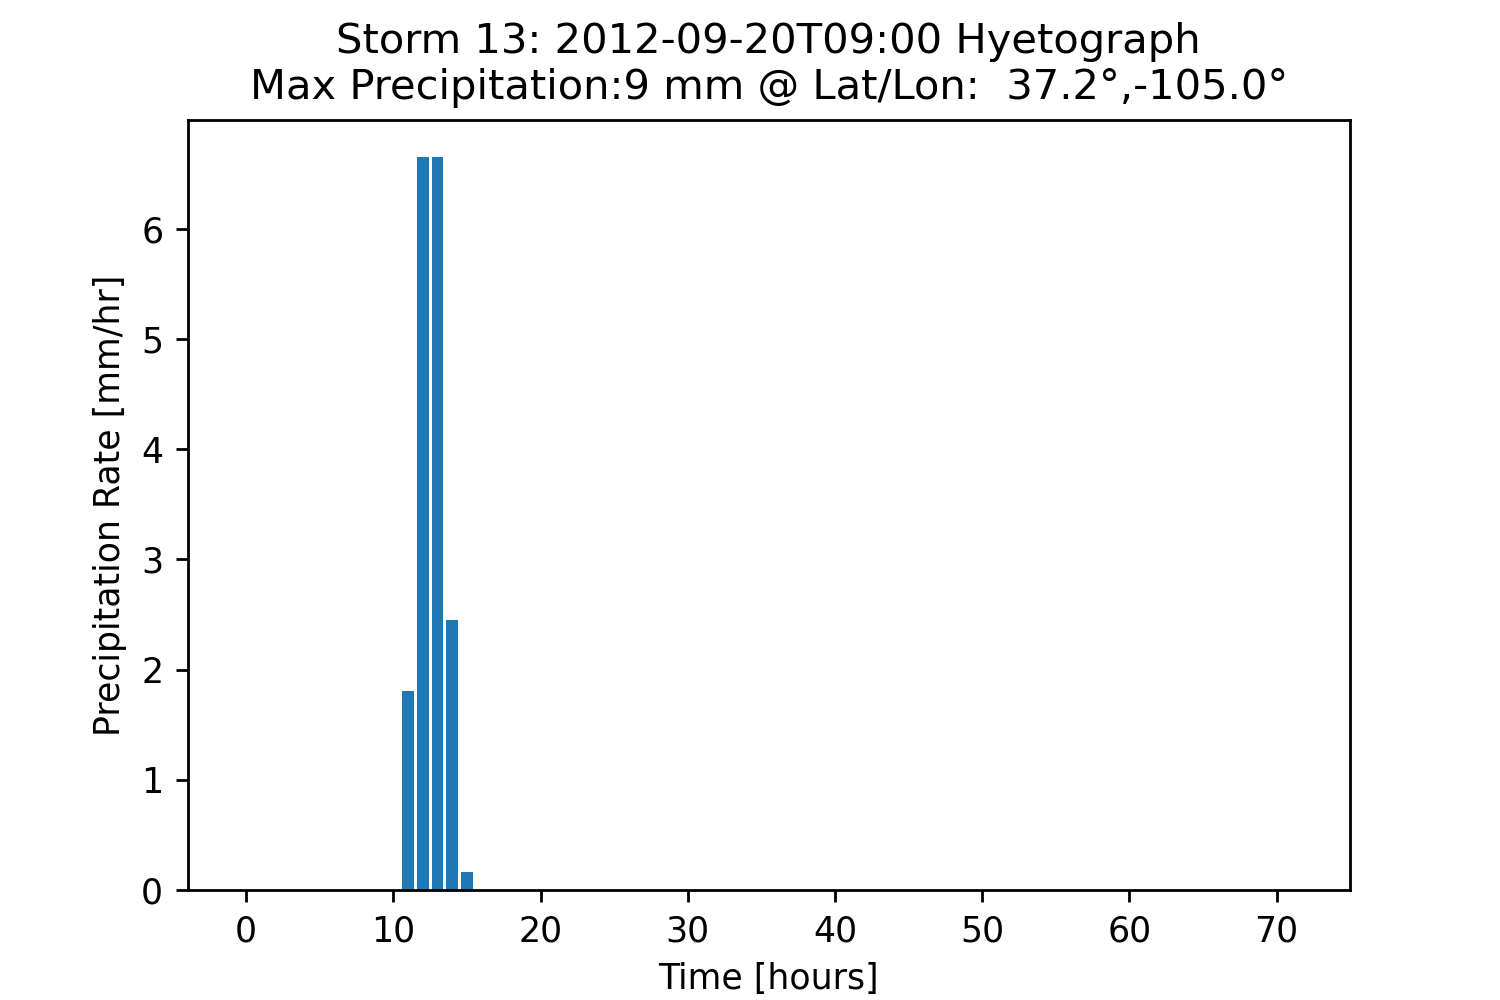 Storm 13: 2012-09-20T09:00 Hyetograph
Max Precipitation:9 mm @ Lat/Lon:  37.2°,-105.0°
Precipitation Rate [mm/hr]
6
5
4
3
2
1
0
0 10 20 30 40 50 60 70
Time [hours]